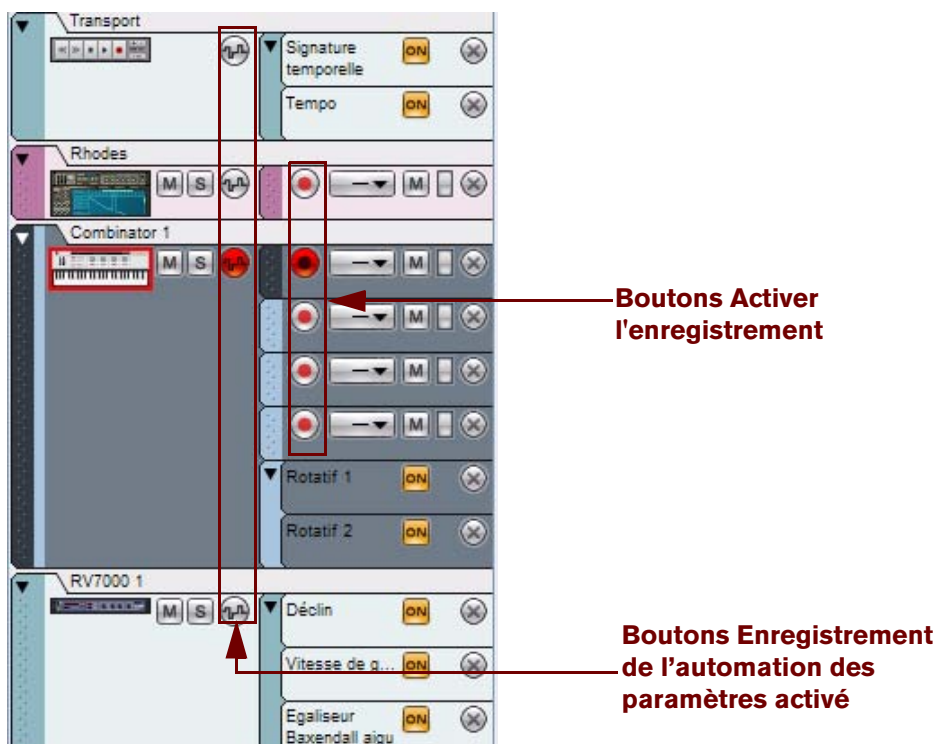 Transport
Signature
temporelle
ON
Tempo
ON
Rhodes
M S
M
Combinator 1
M S
M
M
M
M
Rotatif 1
ON
Rotatif 2
ON
RV7000 1
M S
Déclin
ON
Vitesse de g...
ON
Egaliseur
Baxendall aigu
ON
Boutons Activer
l'enregistrement
Boutons Enregistrement
de l’automation des
paramètres activé